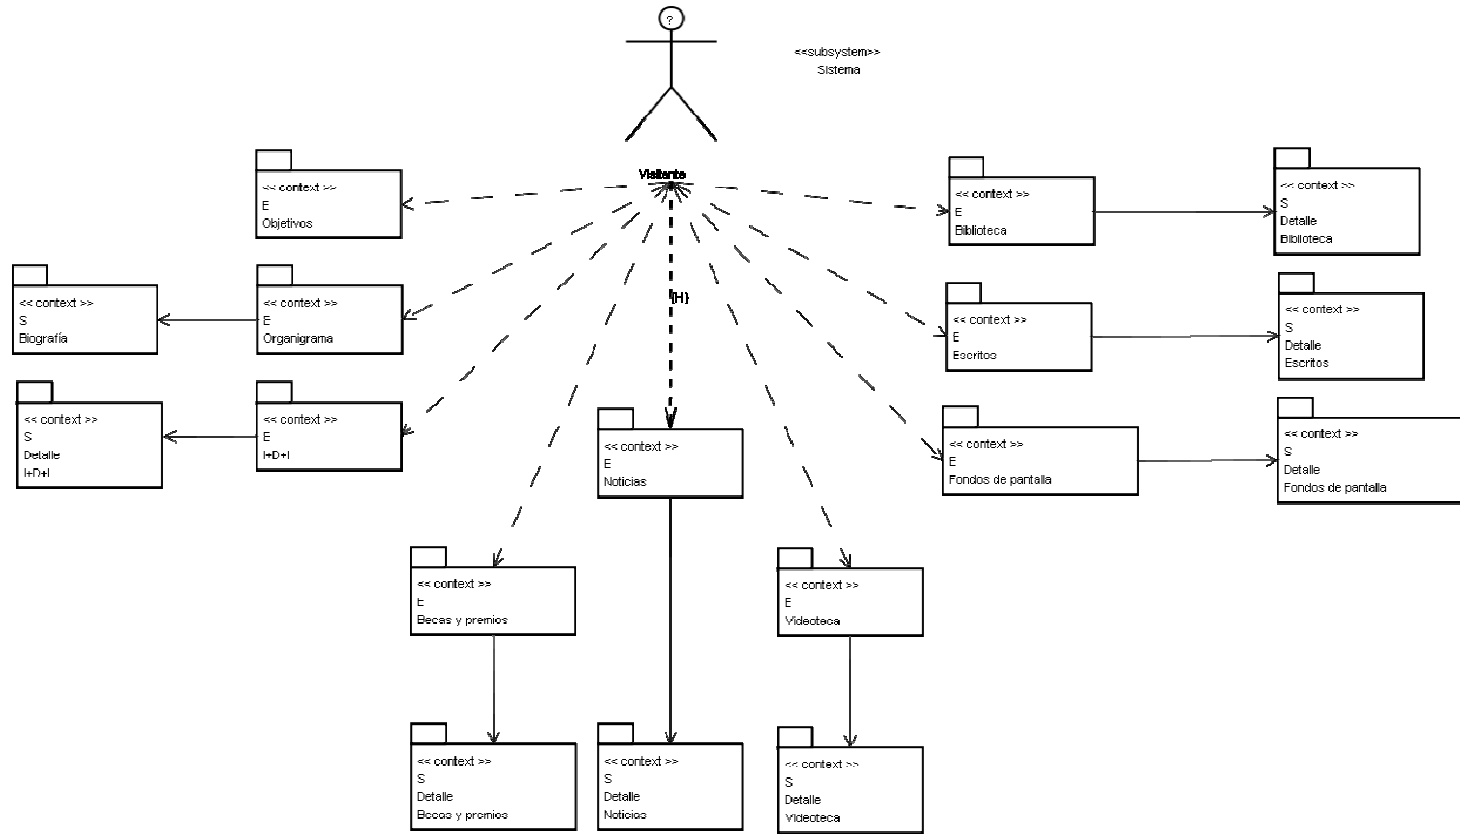 ?
<<subsystem>>
Sistema
Visitante
<< context >>
E
Objetivos
<< context >>
E
Biblioteca
<< context >>
S
Detalle
Biblioteca
<< context >>
S
Biografía
<< context >>
E
Organigrama
{H}
<< context >>
E
Escritos
<< context >>
S
Detalle
Escritos
<< context >>
S
Detalle
I+D+I
<< context >>
E
I+D+I
<< context >>
E
Noticias
<< context >>
E
Fondos de pantalla
<< context >>
S
Detalle
Fondos de pantalla
<< context >>
E
Becas y premios
<< context >>
E
Videoteca
<< context >>
S
Detalle
Becas y premios
<< context >>
S
Detalle
Noticias
<< context >>
S
Detalle
Videoteca